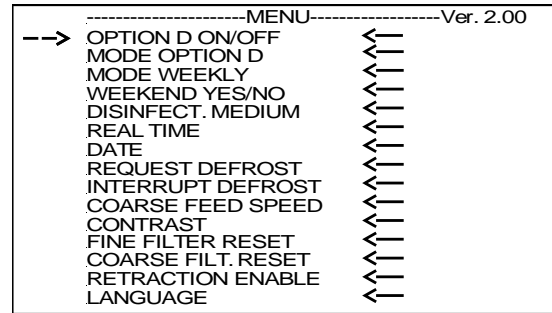 ----------------------MENU-----------------Ver. 2.00
OPTION D ON/OFF
MODE OPTION D
MODE WEEKLY
WEEKEND YES/NO
DISINFECT. MEDIUM
REAL TIME
DATE
REQUEST DEFROST
INTERRUPT DEFROST
COARSE FEED SPEED
CONTRAST
FINE FILTER RESET
COARSE FILT. RESET
RETRACTION ENABLE
LANGUAGE